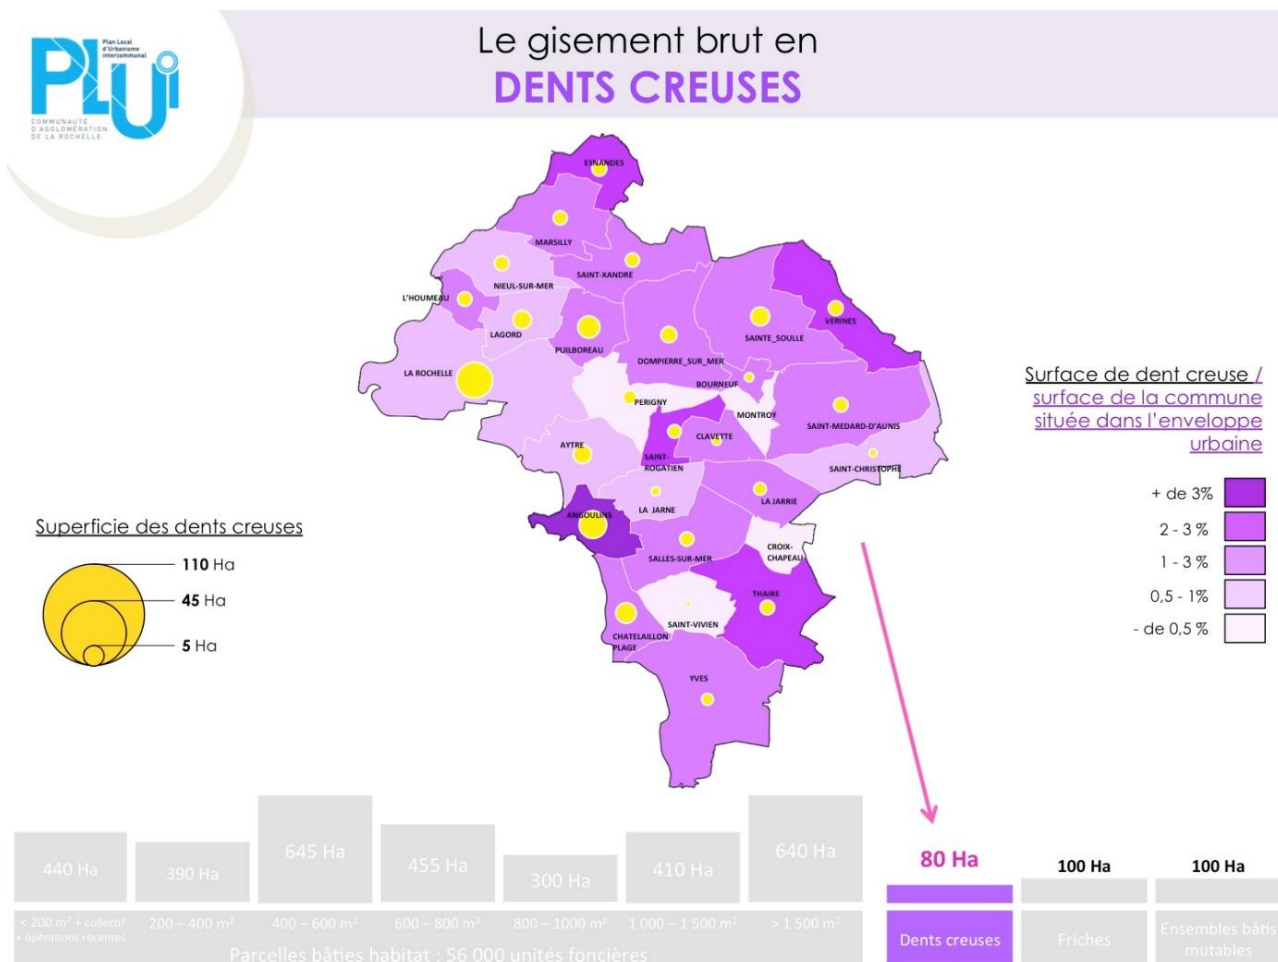 Plan Local
d'Urbanisme
intercommunal
PLUi
COMMUNAUTÉ
D'AGGLOMÉRATION
DE LA ROCHELLE
Le gisement brut en
DENTS CREUSES
ESNANDES
MARSILLY
SAINT-XANDRE
NIEUL-SUR-MER
L'HOUMEAU
LAGORD
PUILBOREAU
DOMPIERRE_SUR_MER
SAINTE_SOULLE
VERINES
LA ROCHELLE
BOURNEUF
PERIGNY
MONTROY
SAINT-MEDARD-D'AUNIS
CLAVETTE
AYTRE
SAINT-
ROGATIEN
SAINT-CHRISTOPHE
LA JARNE
LA JARRIE
ANGOULINS
SALLES-SUR-MER
CROIX-
CHAPEAU
THAIRE
SAINT-VIVIEN
CHATELAILLON
PLAGE
YVES
Superficie des dents creuses
110 Ha
45 Ha
5 Ha
Surface de dent creuse /
surface de la commune
située dans l'enveloppe
urbaine
+ de 3%
2 - 3 %
1 - 3 %
0,5 - 1%
- de 0,5 %
440 Ha
390 Ha
645 Ha
455 Ha
300 Ha
410 Ha
640 Ha
80 Ha
100 Ha
100 Ha
< 200 m² + collectif
+ opérations récentes
200 – 400 m²
400 – 600 m²
600 – 800 m²
800 – 1000 m²
1 000 – 1 500 m²
> 1 500 m²
Parcelles bâties habitat : 56 000 unités foncières
Dents creuses
Friches
Ensembles bâtis
mutables